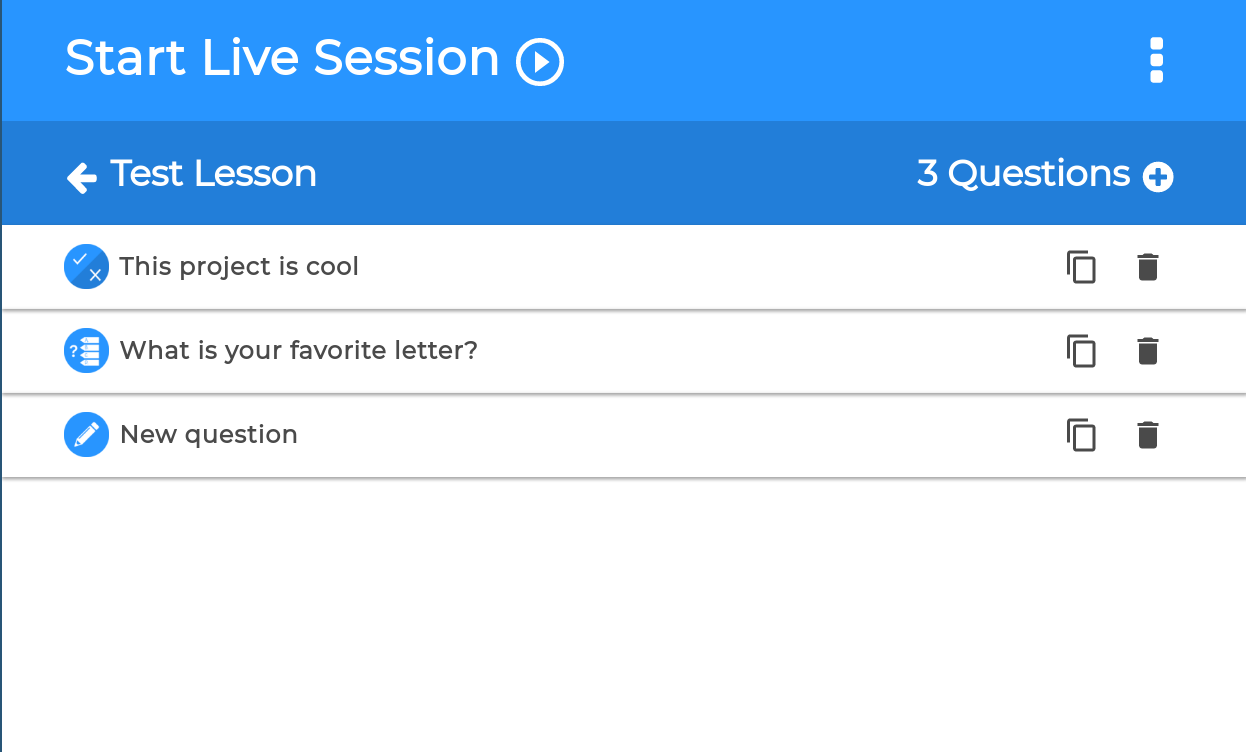 Start Live Session
Test Lesson 3 Questions
This project is cool
What is your favorite letter?
New question